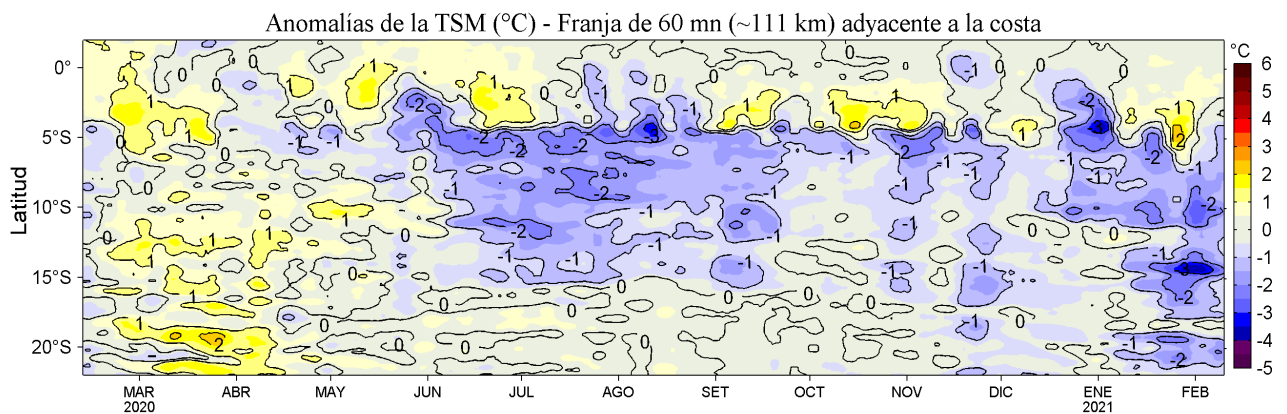 Anomalías de la TSM (°C) - Franja de 60 mn (~111 km) adyacente a la costa
°C
Latitud
0°
5°S
10°S
15°S
20°S
6
5
4
3
2
1
0
-1
-2
-3
-4
-5
MAR ABR MAY JUN JUL AGO SET OCT NOV DIC ENE FEB
2020 2021